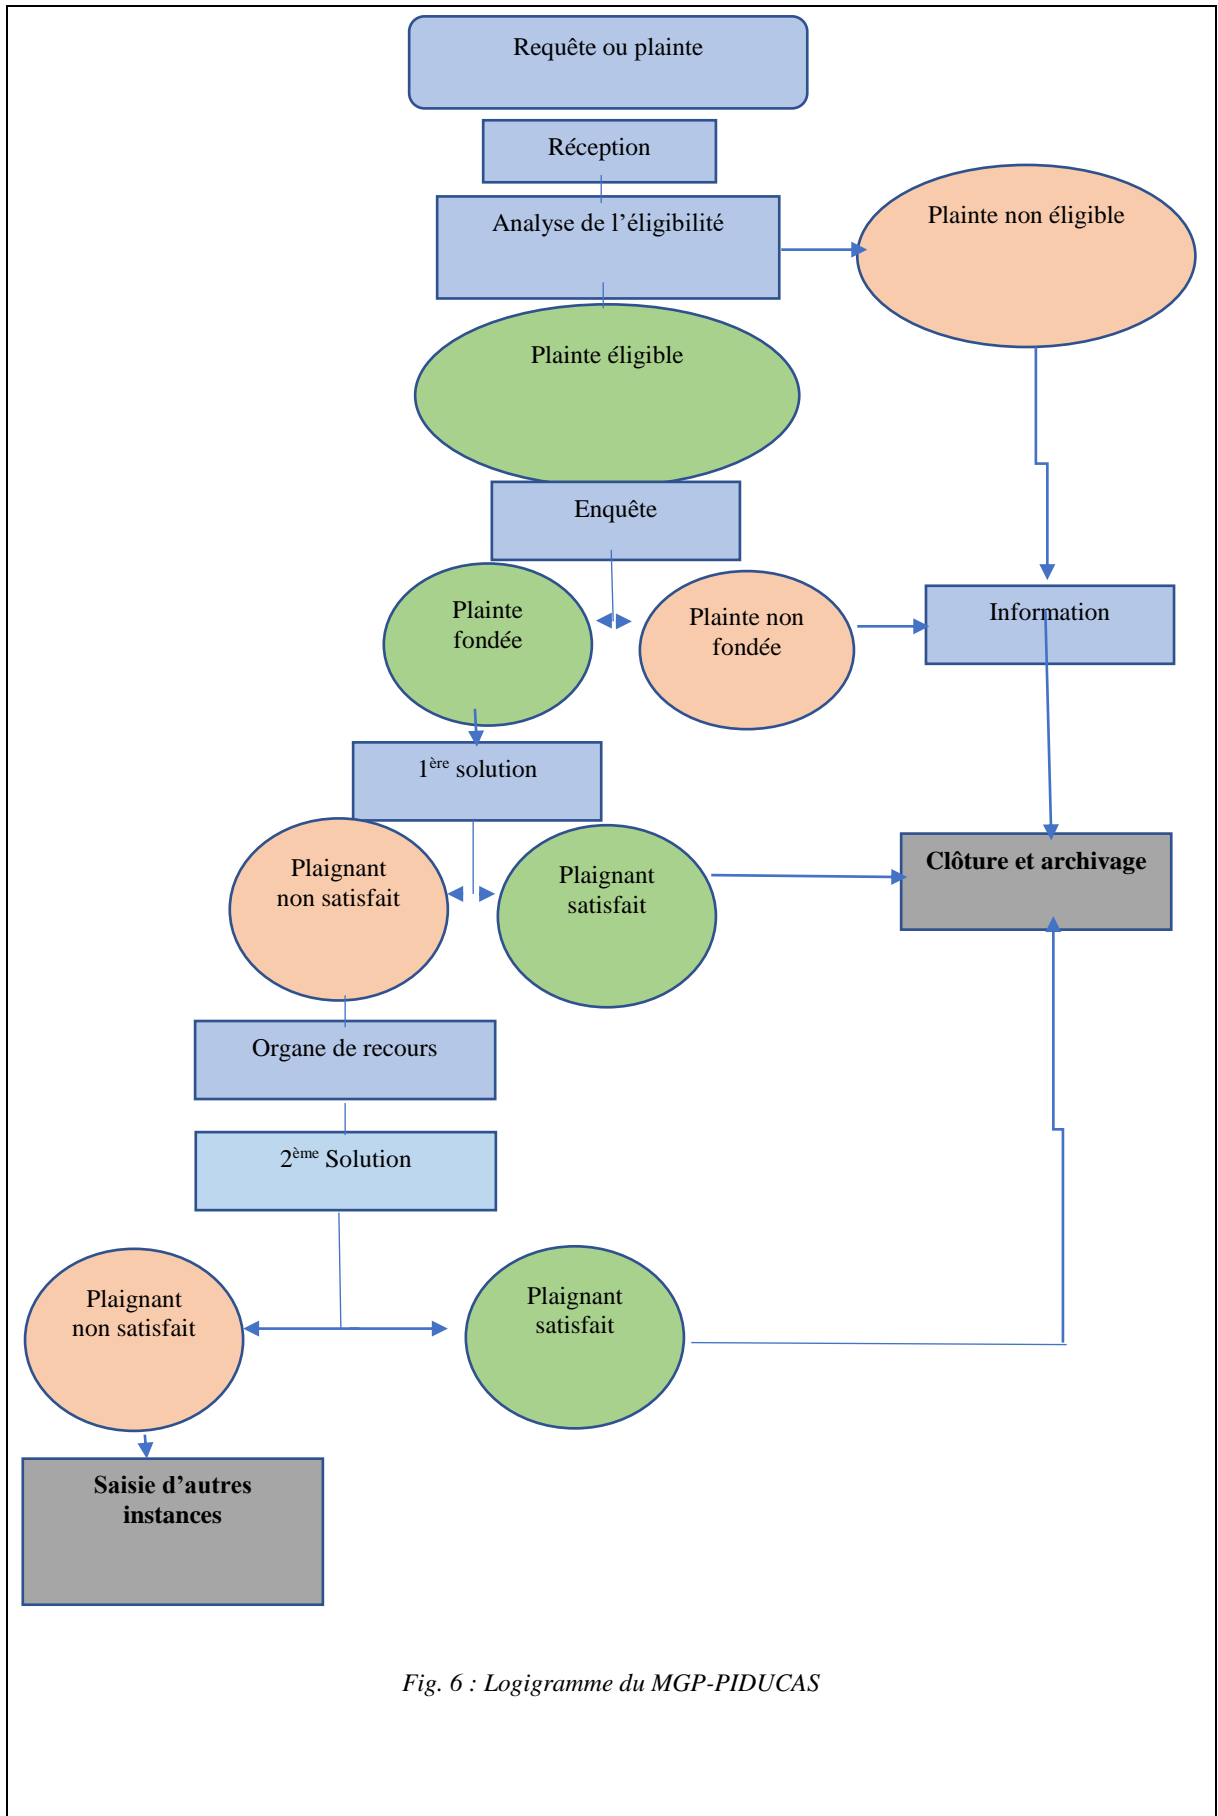 Requête ou plainte
Réception
Analyse de l’éligibilité
Plainte non éligible
Plainte éligible
Enquête
Plainte
fondée
Plainte non
fondée
Information
1ère solution
Plaignant
non satisfait
Plaignant
satisfait
Clôture et archivage
Organe de recours
2ème Solution
Plaignant
non satisfait
Plaignant
satisfait
Saisie d’autres
instances
Fig. 6 : Logigramme du MGP-PIDUCAS